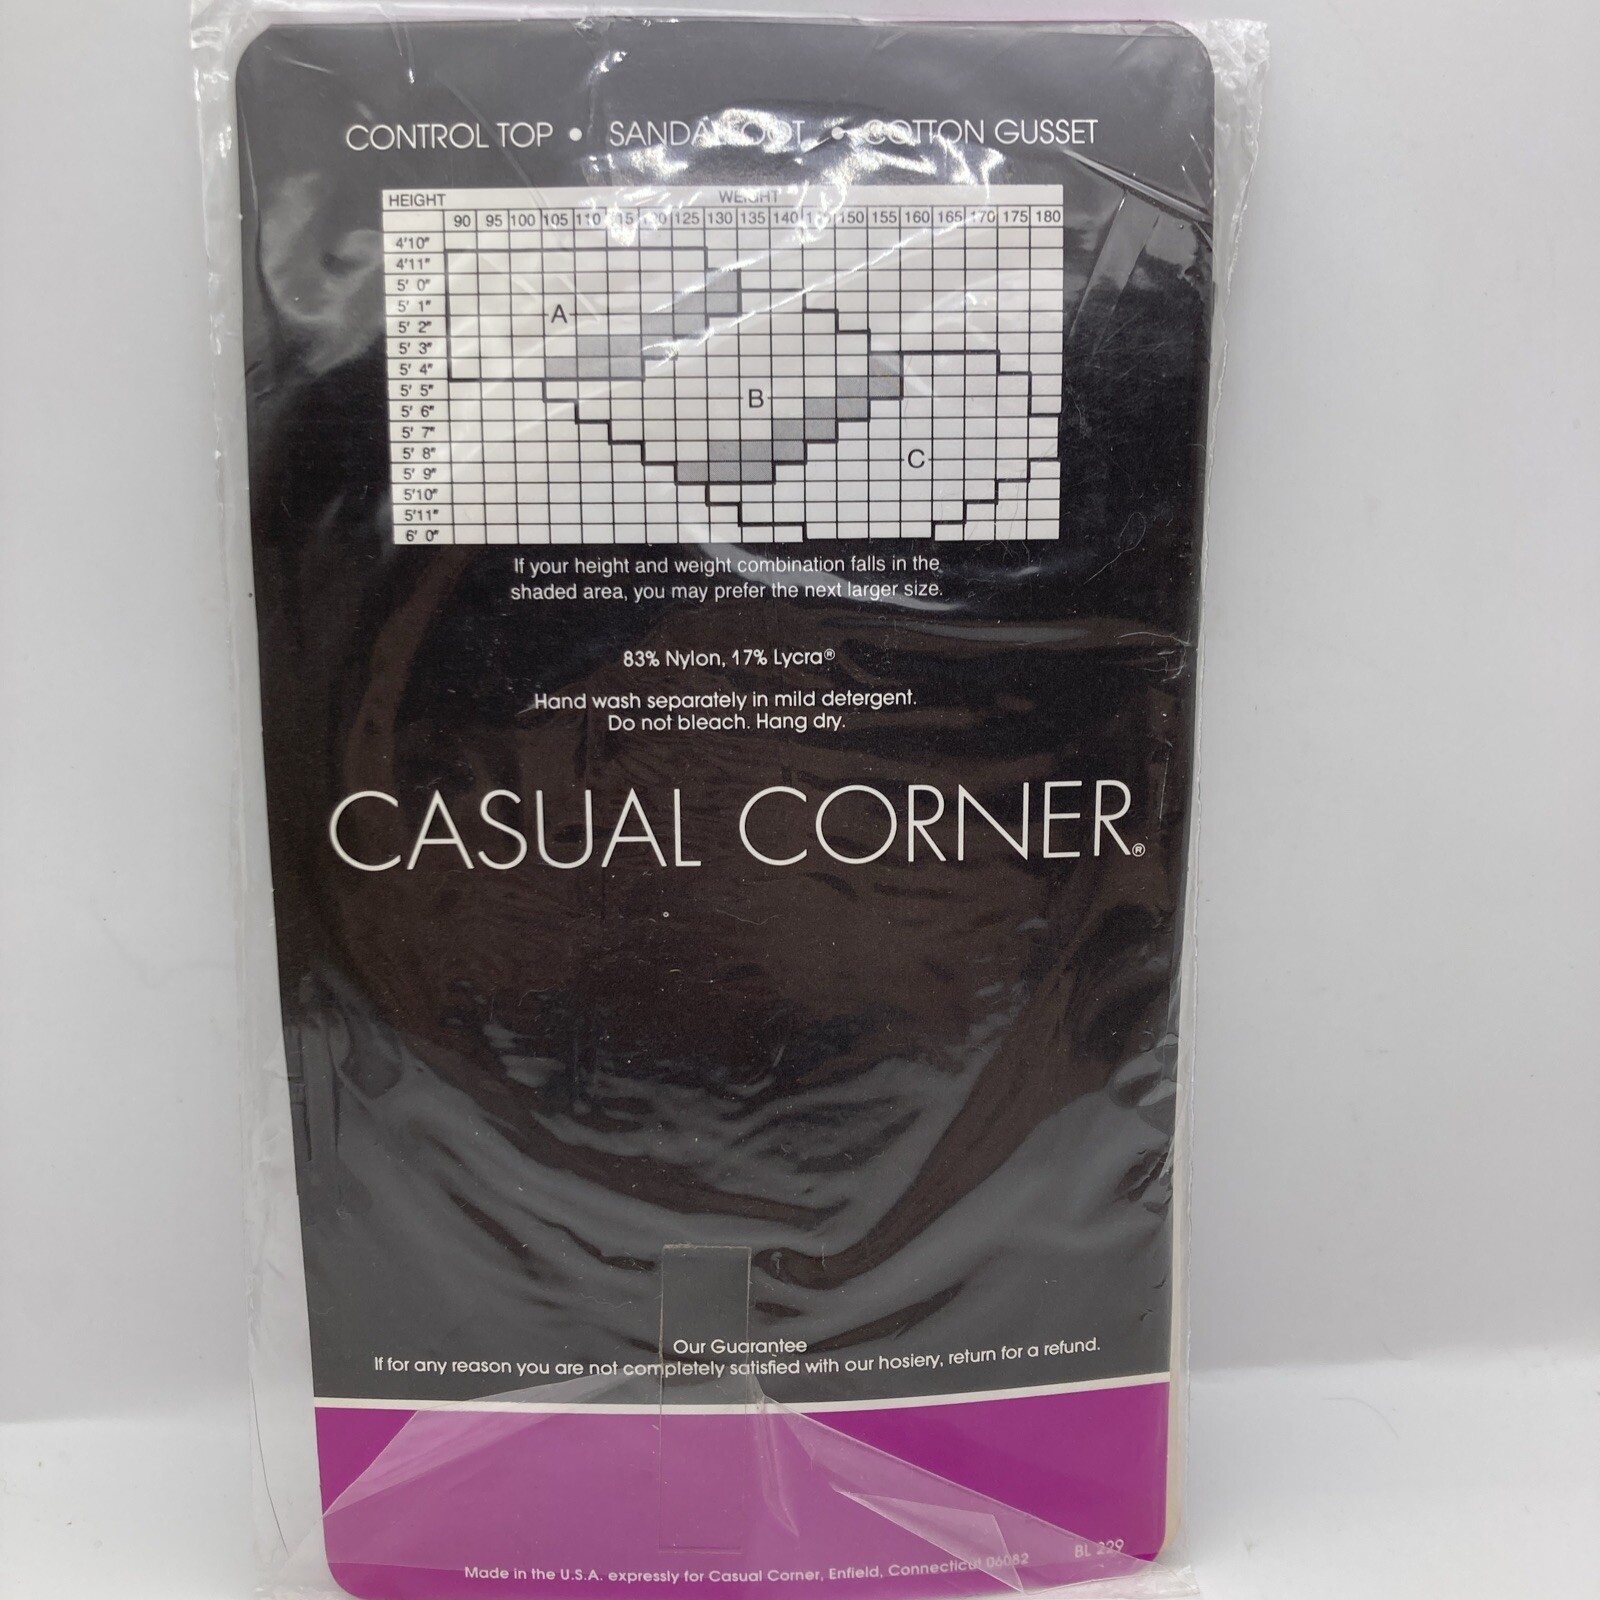 CONTROL TOP • SANDALFOOT • COTTON GUSSET
HEIGHT WEIGHT
90 95 100 105 110 115 120 125 130 135 140 145 150 155 160 165 170 175 180
4'10"
4'11"
5' 0"
5' 1"
A
5' 2"
5' 3"
5' 4"
5' 5"
B
5' 6"
5' 7"
5' 8"
C
5' 9"
5'10"
5'11"
6' 0"
If your height and weight combination falls in the
shaded area, you may prefer the next larger size.
83% Nylon, 17% Lycra®
Hand wash separately in mild detergent.
Do not bleach. Hang dry.
CASUAL CORNER®
Our Guarantee
If for any reason you are not completely satisfied with our hosiery, return for a refund.
Made in the U.S.A. expressly for Casual Corner, Enfield, Connecticut 06082
BL 229